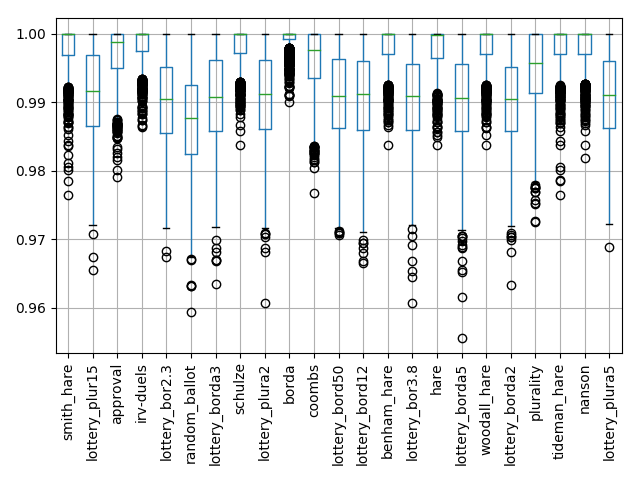 1.00
0.99
0.98
0.97
0.96
smith_hare
lottery_plur15
approval
irv-duels
lottery_bor2.3
random_ballot
lottery_borda3
schulze
lottery_plura2
borda
coombs
lottery_bord50
lottery_bord12
benham_hare
lottery_bor3.8
hare
lottery_borda5
woodall_hare
lottery_borda2
plurality
tideman_hare
nanson
lottery_plura5